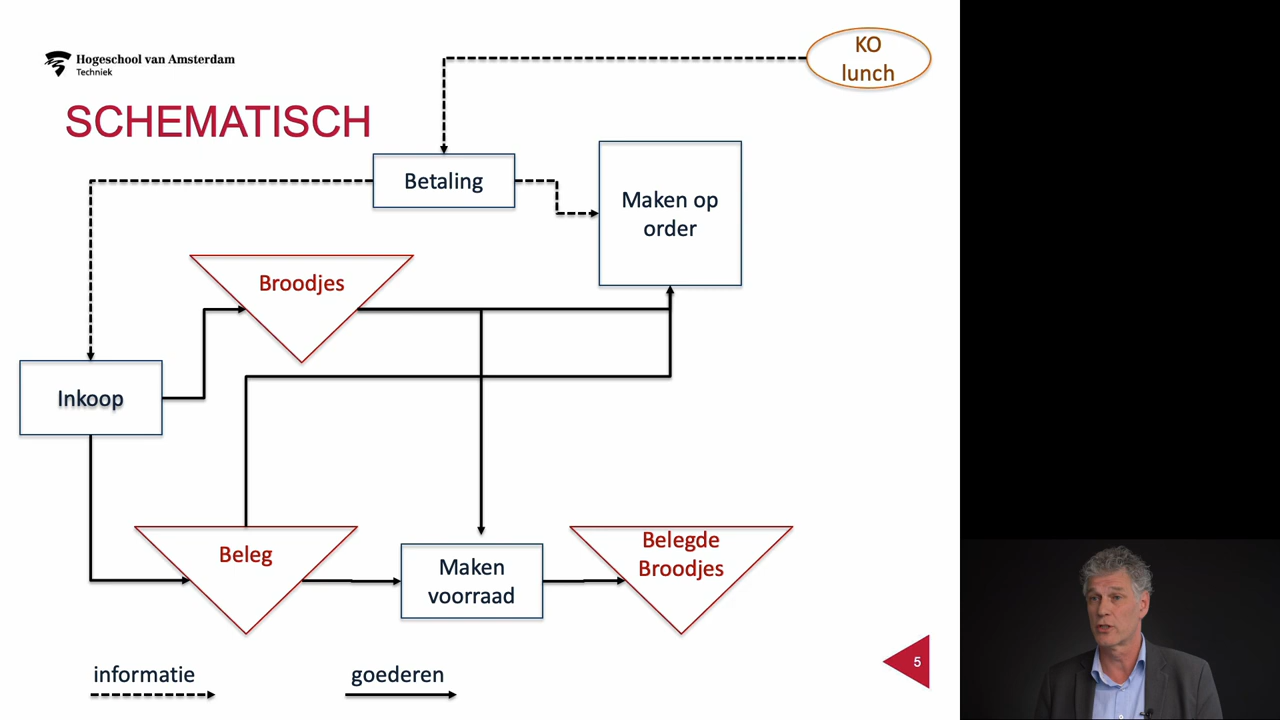 KO
lunch
Hogeschool van Amsterdam
Techniek
SCHEMATISCH
Betaling
Maken op
order
Broodjes
Inkoop
Beleg
Maken
voorraad
Belegde
Broodjes
informatie
goederen
5